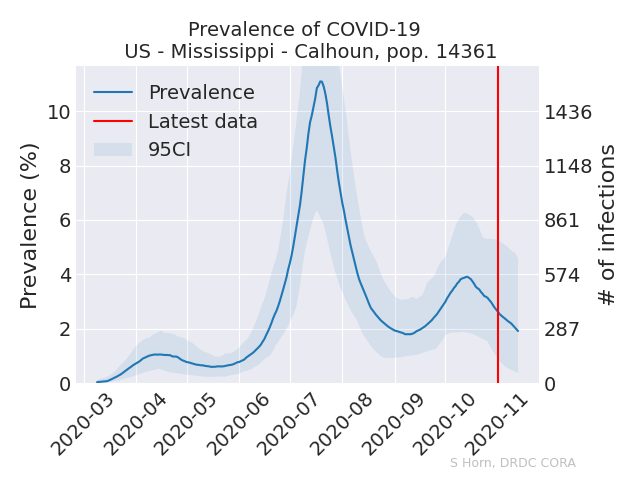 Prevalence of COVID-19
US - Mississippi - Calhoun, pop. 14361
Prevalence
Latest data
95CI
Prevalence (%)
10
8
6
4
2
0
1436
1148
861
574
287
0
# of infections
2020-03
2020-04
2020-05
2020-06
2020-07
2020-08
2020-09
2020-10
2020-11
S Horn, DRDC CORA